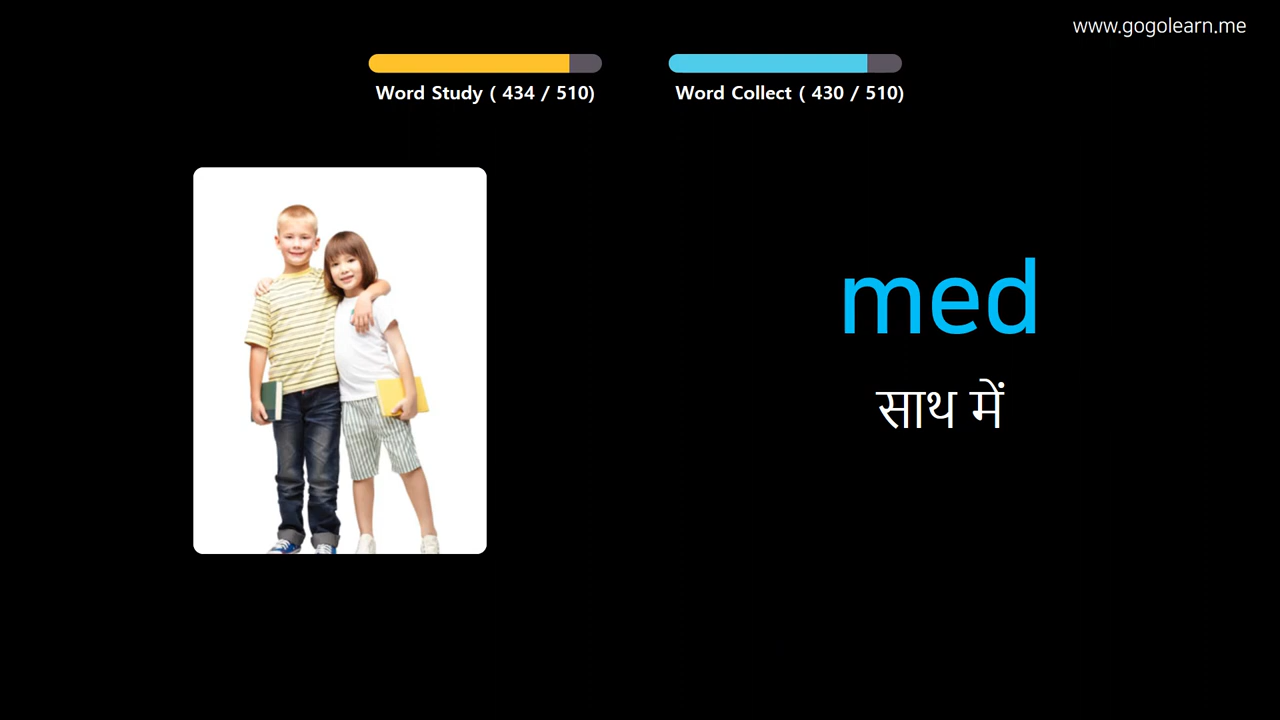 www.gogolearn.me
Word Study ( 434 / 510)
Word Collect ( 430 / 510)
med
साथ में